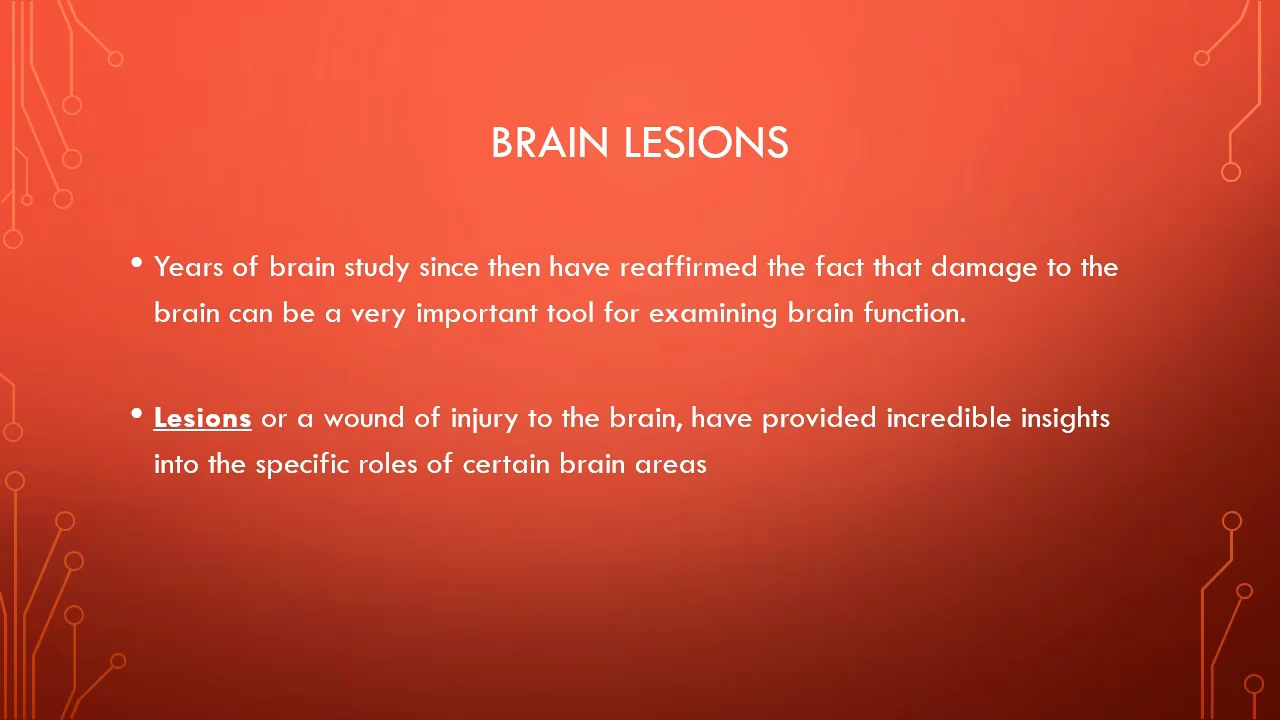 BRAIN LESIONS
• Years of brain study since then have reaffirmed the fact that damage to the
brain can be a very important tool for examining brain function.
• Lesions or a wound of injury to the brain, have provided incredible insights
into the specific roles of certain brain areas